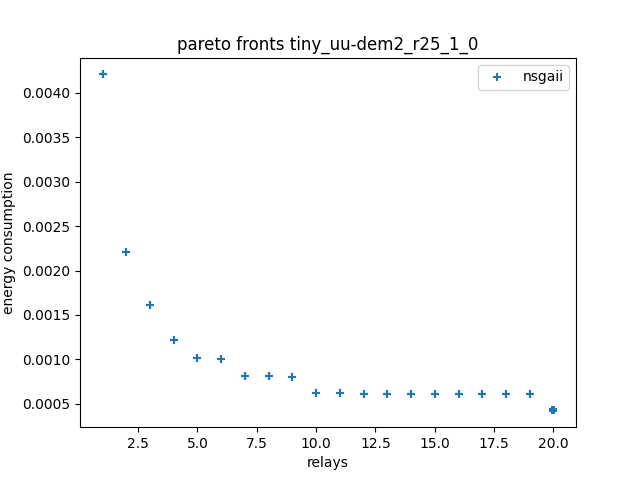 pareto fronts tiny_uu-dem2_r25_1_0
nsgaii
energy consumption
0.0040
0.0035
0.0030
0.0025
0.0020
0.0015
0.0010
0.0005
2.5 5.0 7.5 10.0 12.5 15.0 17.5 20.0
relays